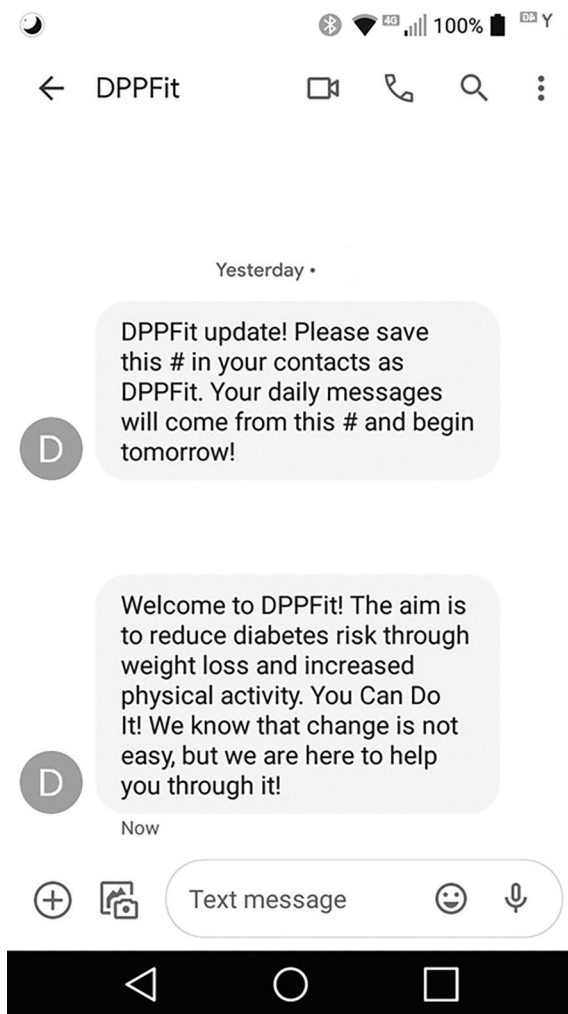 4G 100% Y
DPPFit
Yesterday •
DPPFit update! Please save
this # in your contacts as
DPPFit. Your daily messages
will come from this # and begin
tomorrow!
D
Welcome to DPPFit! The aim is
to reduce diabetes risk through
weight loss and increased
physical activity. You Can Do
It! We know that change is not
easy, but we are here to help
you through it!
D
Now
Text message